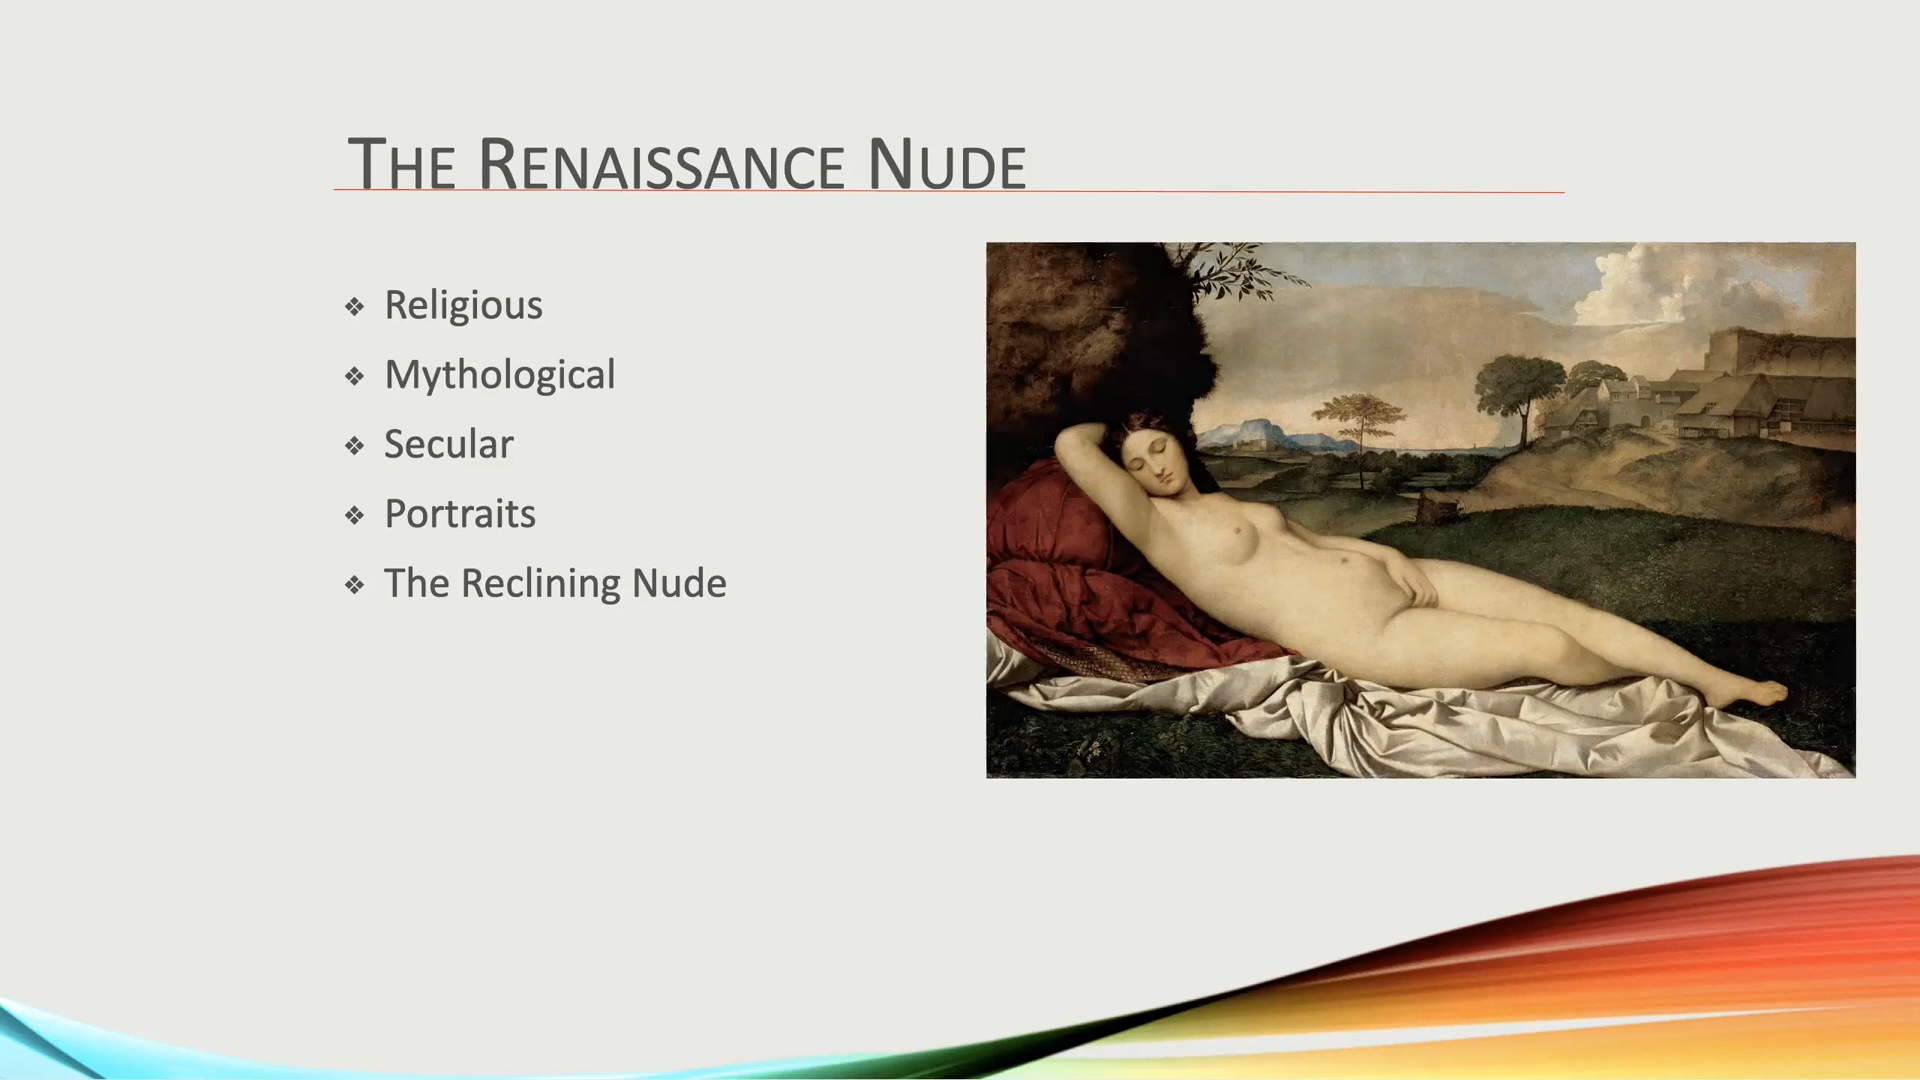 The Renaissance Nude
Religious
Mythological
Secular
Portraits
The Reclining Nude